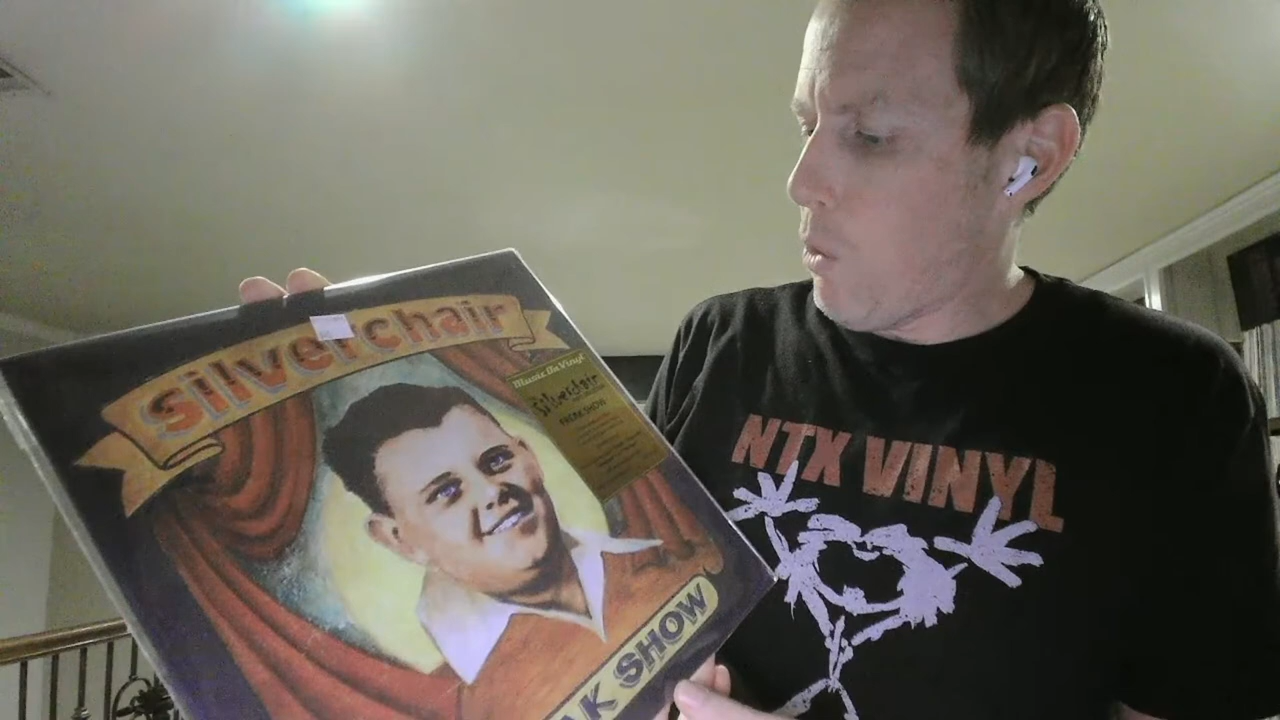 silverchair
Music On Vinyl
silverchair
FREAK SHOW
AK SHOW
NTX VINYL